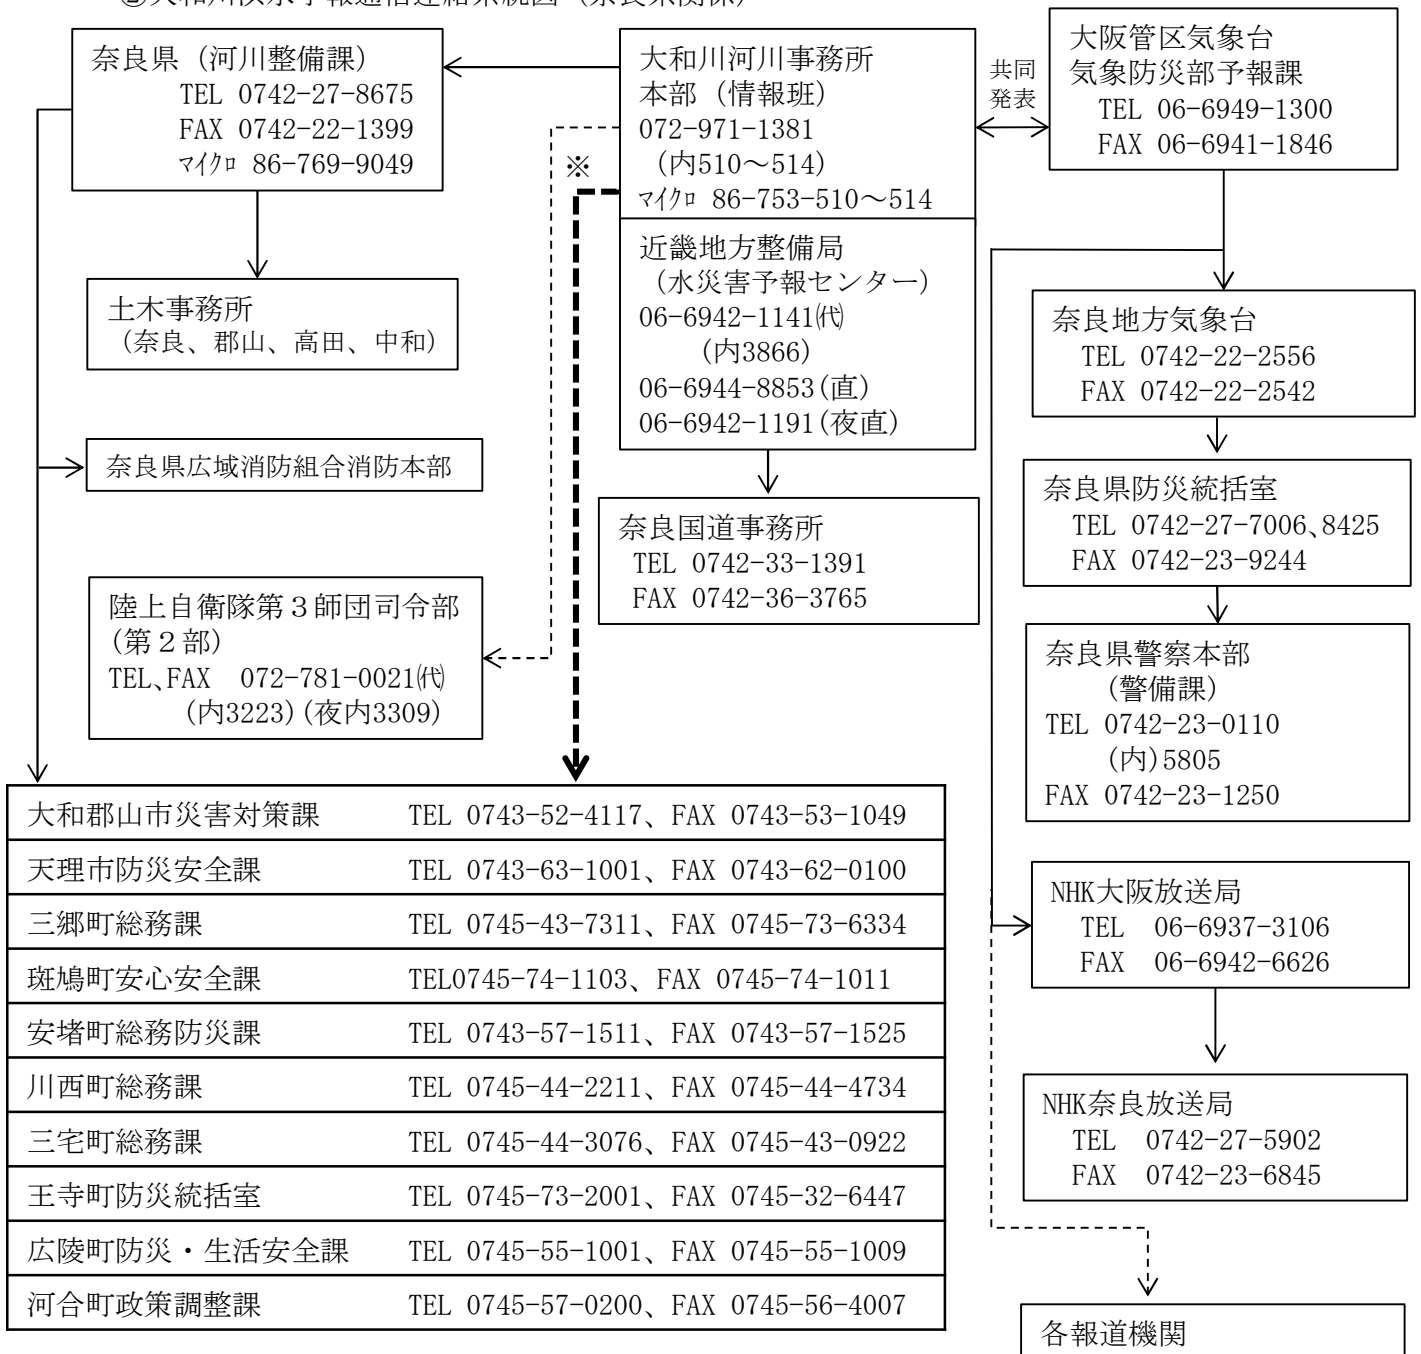 奈良県（河川整備課）
TEL 0742-27-8675
FAX 0742-22-1399
ﾏｲｸﾛ 86-769-9049
大和川河川事務所
本部（情報班）
072-971-1381
（内510～514）
ﾏｲｸﾛ 86-753-510～514
共同
発表
大阪管区気象台
気象防災部予報課
TEL 06-6949-1300
FAX 06-6941-1846
※
近畿地方整備局
（水災害予報センター）
06-6942-1141㈹
（内3866）
06-6944-8853(直)
06-6942-1191(夜直)
土木事務所
（奈良、郡山、高田、中和）
奈良地方気象台
TEL 0742-22-2556
FAX 0742-22-2542
奈良県広域消防組合消防本部
奈良国道事務所
TEL 0742-33-1391
FAX 0742-36-3765
奈良県防災統括室
TEL 0742-27-7006､8425
FAX 0742-23-9244
陸上自衛隊第３師団司令部
(第２部)
TEL､FAX 072-781-0021㈹
(内3223)(夜内3309)
奈良県警察本部
(警備課)
TEL 0742-23-0110
(内)5805
FAX 0742-23-1250
大和郡山市災害対策課 TEL 0743-52-4117、FAX 0743-53-1049
天理市防災安全課 TEL 0743-63-1001、FAX 0743-62-0100
三郷町総務課 TEL 0745-43-7311、FAX 0745-73-6334
斑鳩町安心安全課 TEL0745-74-1103、FAX 0745-74-1011
安堵町総務防災課 TEL 0743-57-1511、FAX 0743-57-1525
川西町総務課 TEL 0745-44-2211、FAX 0745-44-4734
三宅町総務課 TEL 0745-44-3076、FAX 0745-43-0922
王寺町防災統括室 TEL 0745-73-2001、FAX 0745-32-6447
広陵町防災・生活安全課 TEL 0745-55-1001、FAX 0745-55-1009
河合町政策調整課 TEL 0745-57-0200、FAX 0745-56-4007
NHK大阪放送局
TEL 06-6937-3106
FAX 06-6942-6626
NHK奈良放送局
TEL 0742-27-5902
FAX 0742-23-6845
各報道機関